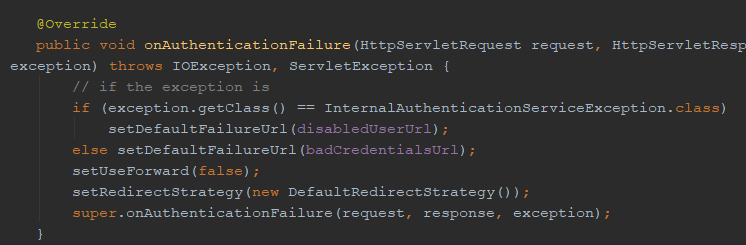 @Override
public void onAuthenticationFailure(HttpServletRequest request, HttpServletResp
exception) throws IOException, ServletException {
// if the exception is
if (exception.getClass() == InternalAuthenticationServiceException.class)
setDefaultFailureUrl(disabledUserUrl);
else setDefaultFailureUrl(badCredentialsUrl);
setUseForward(false);
setRedirectStrategy(new DefaultRedirectStrategy());
super.onAuthenticationFailure(request, response, exception);
}